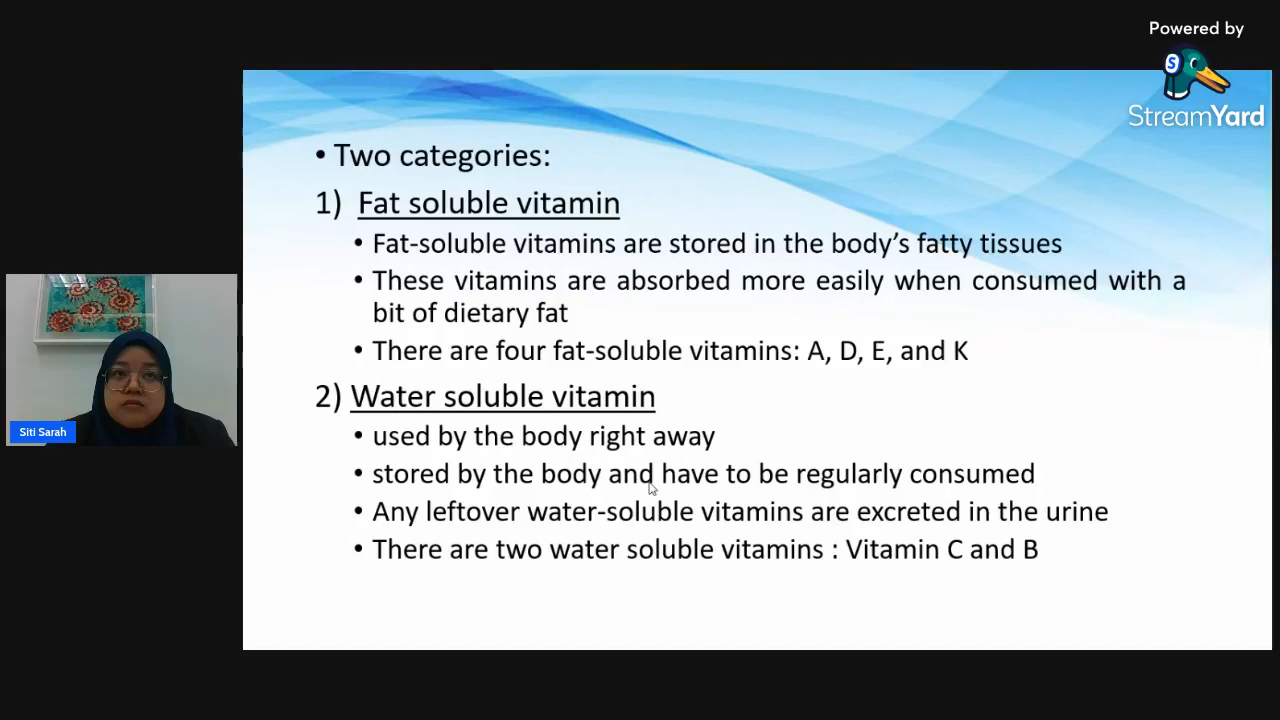 Powered by
StreamYard
• Two categories:
1) Fat soluble vitamin
• Fat-soluble vitamins are stored in the body’s fatty tissues
• These vitamins are absorbed more easily when consumed with a
bit of dietary fat
• There are four fat-soluble vitamins: A, D, E, and K
2) Water soluble vitamin
• used by the body right away
• stored by the body and have to be regularly consumed
• Any leftover water-soluble vitamins are excreted in the urine
• There are two water soluble vitamins : Vitamin C and B
Siti Sarah